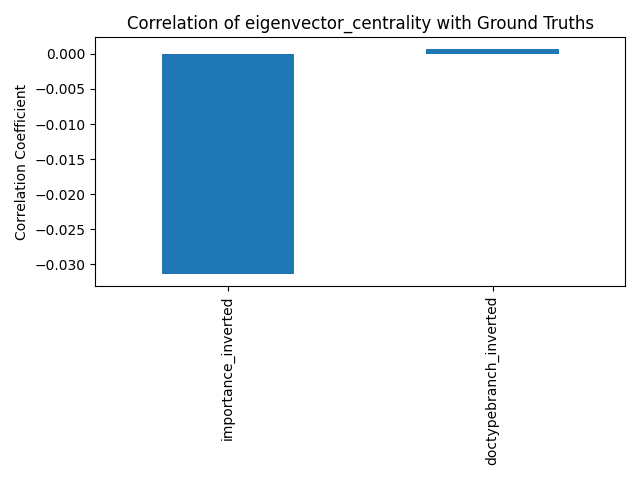 Correlation of eigenvector_centrality with Ground Truths
Correlation Coefficient
0.000
−0.005
−0.010
−0.015
−0.020
−0.025
−0.030
importance_inverted
doctypebranch_inverted